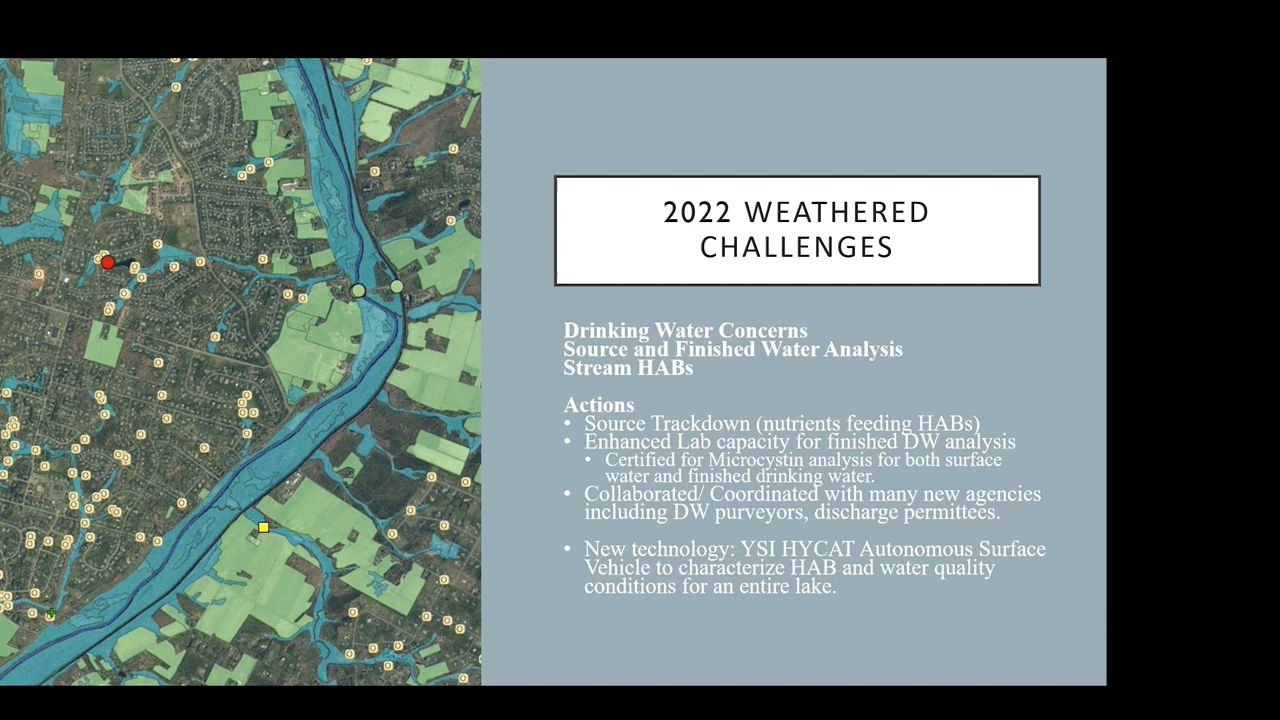 2022 WEATHERED
CHALLENGES
Drinking Water Concerns
Source and Finished Water Analysis
Stream HABs
Actions
• Source Trackdown (nutrients feeding HABs)
• Enhanced Lab capacity for finished DW analysis
• Certified for Microcystin analysis for both surface
water and finished drinking water.
• Collaborated/ Coordinated with many new agencies
including DW purveyors, discharge permittees.
• New technology: YSI HYCAT Autonomous Surface
Vehicle to characterize HAB and water quality
conditions for an entire lake.